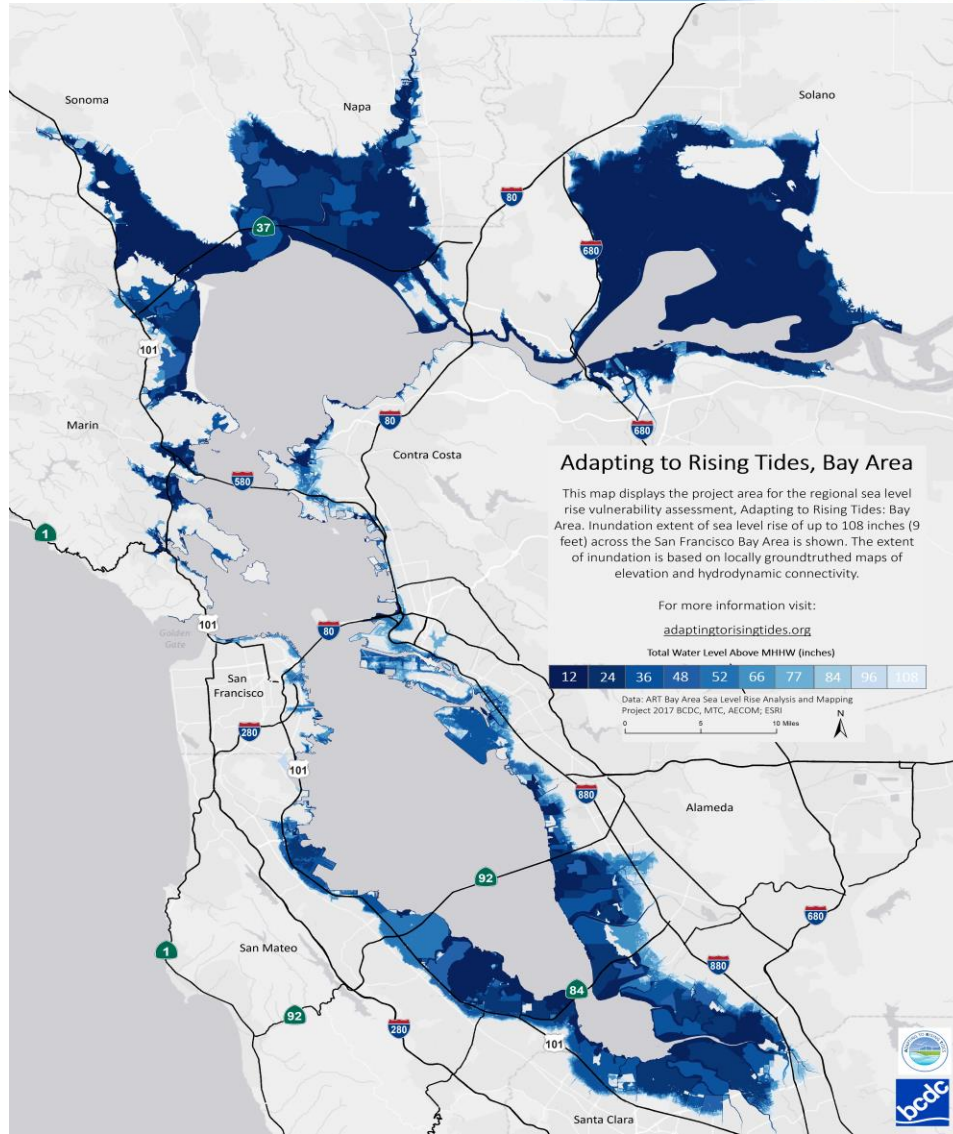 Sonoma
Napa
Solano
80
37
680
101
80
Marin
680
Contra Costa
580
1
Adapting to Rising Tides, Bay Area
This map displays the project area for the regional sea level
rise vulnerability assessment, Adapting to Rising Tides: Bay
Area. Inundation extent of sea level rise of up to 108 inches (9
feet) across the San Francisco Bay Area is shown. The extent
of inundation is based on locally groundtruthed maps of
elevation and hydrodynamic connectivity.
For more information visit:
adaptingtorisingtides.org
Total Water Level Above MHHW (inches)
12 24 36 48 52 66 77 84 96 108
Data: ART Bay Area Sea Level Rise Analysis and Mapping
Project 2017 BCDC, MTC, AECOM; ESRI
0 5 10 Miles
N
101
80
Golden
Gate
San
Francisco
280
101
880
Alameda
92
680
San Mateo
1
880
84
92
280
101
Santa Clara
bcdc